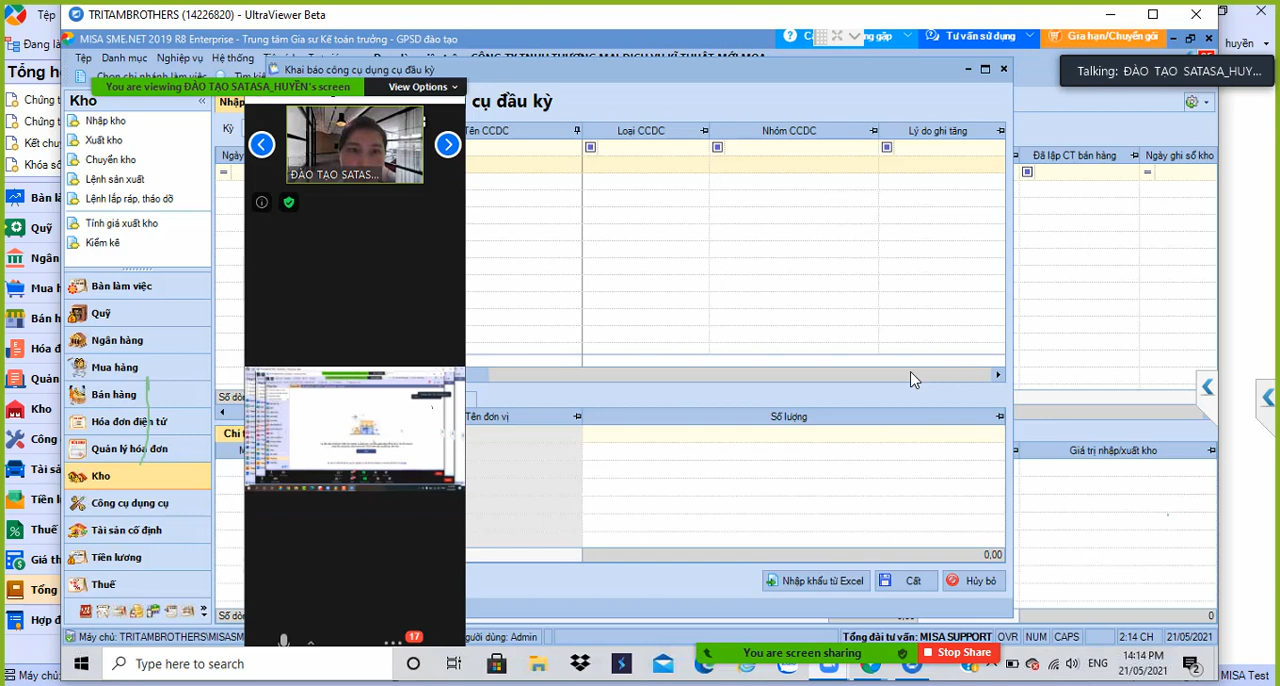 TRITAMBROTHERS (14226820) - UltraViewer Beta
Tệp
MISA SME.NET 2019 R8 Enterprise - Trung tâm Gia sư Kế toán trưởng - GPSD đào tạo
Tư vấn sử dụng
Gia hạn/Chuyển gói
Tệp Danh mục Nghiệp vụ Hệ thống
Khai báo công cụ dụng cụ đầu kỳ
huyền
Talking: ĐÀO TẠO SATASA_HUY...
You are viewing ĐÀO TẠO SATASA_HUYỀN's screen
View Options
Kho
cụ đầu kỳ
Nhập kho
Xuất kho
Chuyển kho
Lệnh sản xuất
Lệnh lắp ráp, tháo dỡ
Tính giá xuất kho
Kiểm kê
Kỳ
Tên CCDC
Loại CCDC
Nhóm CCDC
Lý do ghi tăng
Đã lập CT bán hàng
Ngày ghi sổ kho
ĐÀO TẠO SATAS...
Bàn làm việc
Quỹ
Ngân hàng
Mua hàng
Bán hàng
Hóa đơn điện tử
Quản lý hóa đơn
Kho
Công cụ dụng cụ
Tài sản cố định
Tiền lương
Thuế
Tên đơn vị
Số lượng
Giá trị nhập/xuất kho
0,00
Nhập khẩu từ Excel
Cất
Hủy bỏ
17
Máy chủ: TRITAMBROTHERS\MISASM
Admin
Tổng đài tư vấn: MISA SUPPORT
OVR
NUM
CAPS
2:14 CH
21/05/2021
You are screen sharing
Stop Share
Type here to search
ENG
14:14 PM
21/05/2021
2
MISA Test